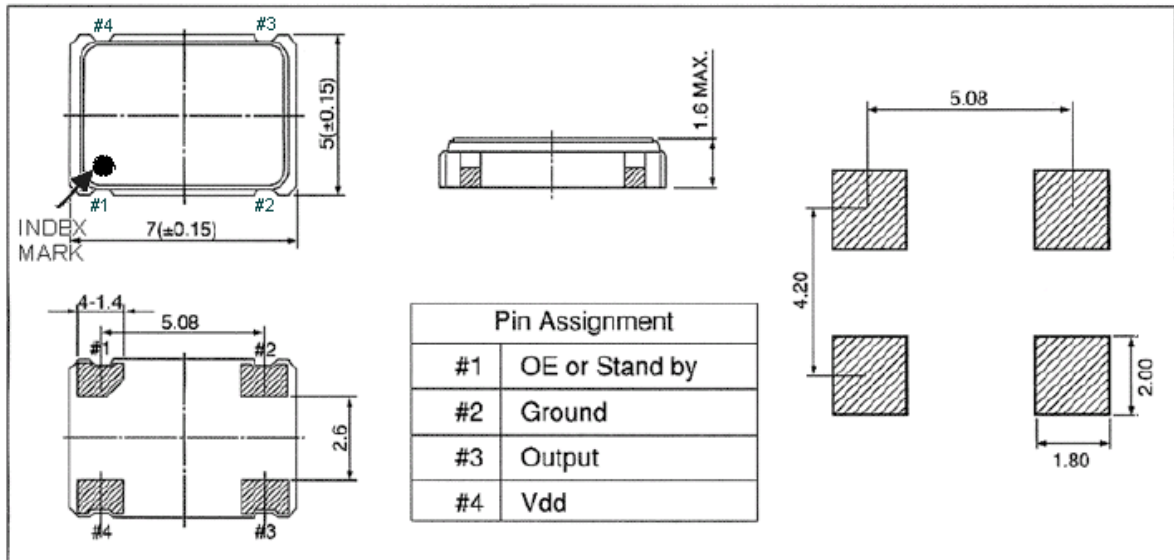 #4
#3
5(±0.15)
#1
#2
INDEX
MARK
7(±0.15)
1.6 MAX.
5.08
4.20
2.00
1.80
4-1.4
5.08
#1
#2
2.6
#4
#3
Pin Assignment
#1 OE or Stand by
#2 Ground
#3 Output
#4 Vdd